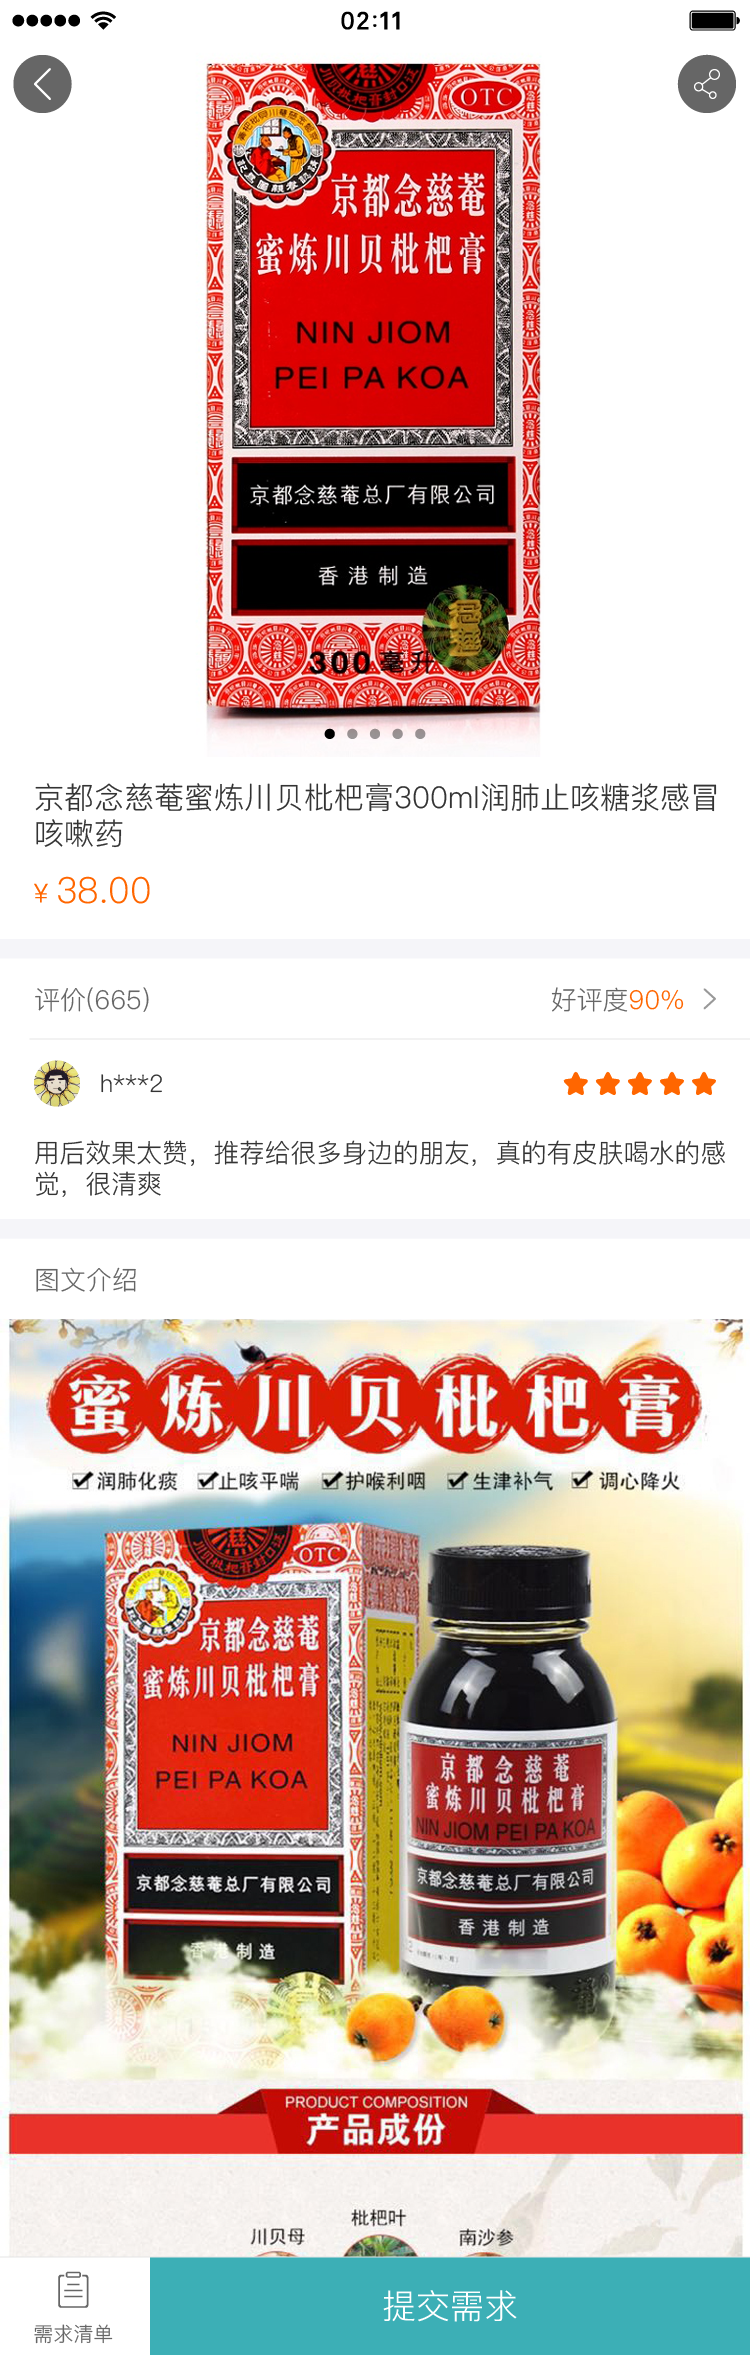 02:11
OTC
京都念慈菴
蜜炼川贝枇杷膏
NIN JIOM
PEI PA KOA
京都念慈菴总厂有限公司
香港制造
300毫升
京都念慈菴蜜炼川贝枇杷膏300ml润肺止咳糖浆感冒
咳嗽药
¥ 38.00
评价(665)
好评度90%
h***2
用后效果太赞，推荐给很多身边的朋友，真的有皮肤喝水的感
觉，很清爽
图文介绍
蜜炼川贝枇杷膏
润肺化痰 止咳平喘 护喉利咽 生津补气 调心降火
OTC
京都念慈菴
蜜炼川贝枇杷膏
NIN JIOM
PEI PA KOA
京都念慈菴总厂有限公司
香港制造
京都念慈菴
蜜炼川贝枇杷膏
NIN JIOM PEI PA KOA
京都念慈菴总厂有限公司
香港制造
PRODUCT COMPOSITION
产品成份
枇杷叶
川贝母
南沙参
需求清单
提交需求